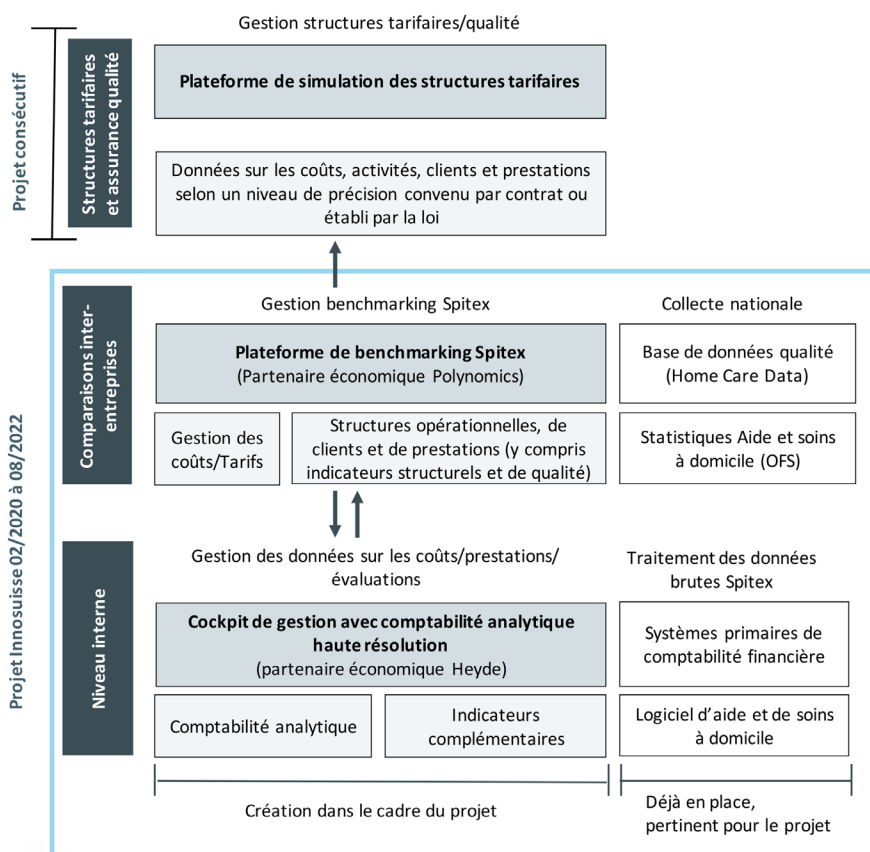 Gestion structures tarifaires/qualité
Projet consécutif
Structures tarifaires
et assurance qualité
Plateforme de simulation des structures tarifaires
Données sur les coûts, activités, clients et prestations
selon un niveau de précision convenu par contrat ou
établi par la loi
Projet Innosuisse 02/2020 à 08/2022
Comparaisons inter-
entreprises
Gestion benchmarking Spitex
Collecte nationale
Plateforme de benchmarking Spitex
(Partenaire économique Polynomics)
Base de données qualité
(Home Care Data)
Gestion des
coûts/Tarifs
Structures opérationnelles, de
clients et de prestations (y compris
indicateurs structurels et de qualité)
Statistiques Aide et soins
à domicile (OFS)
Niveau interne
Gestion des données sur les coûts/prestations/
évaluations
Traitement des données
brutes Spitex
Cockpit de gestion avec comptabilité analytique
haute résolution
(partenaire économique Heyde)
Systèmes primaires de
comptabilité financière
Comptabilité analytique
Indicateurs
complémentaires
Logiciel d'aide et de soins
à domicile
Création dans le cadre du projet
Déjà en place,
pertinent pour le projet